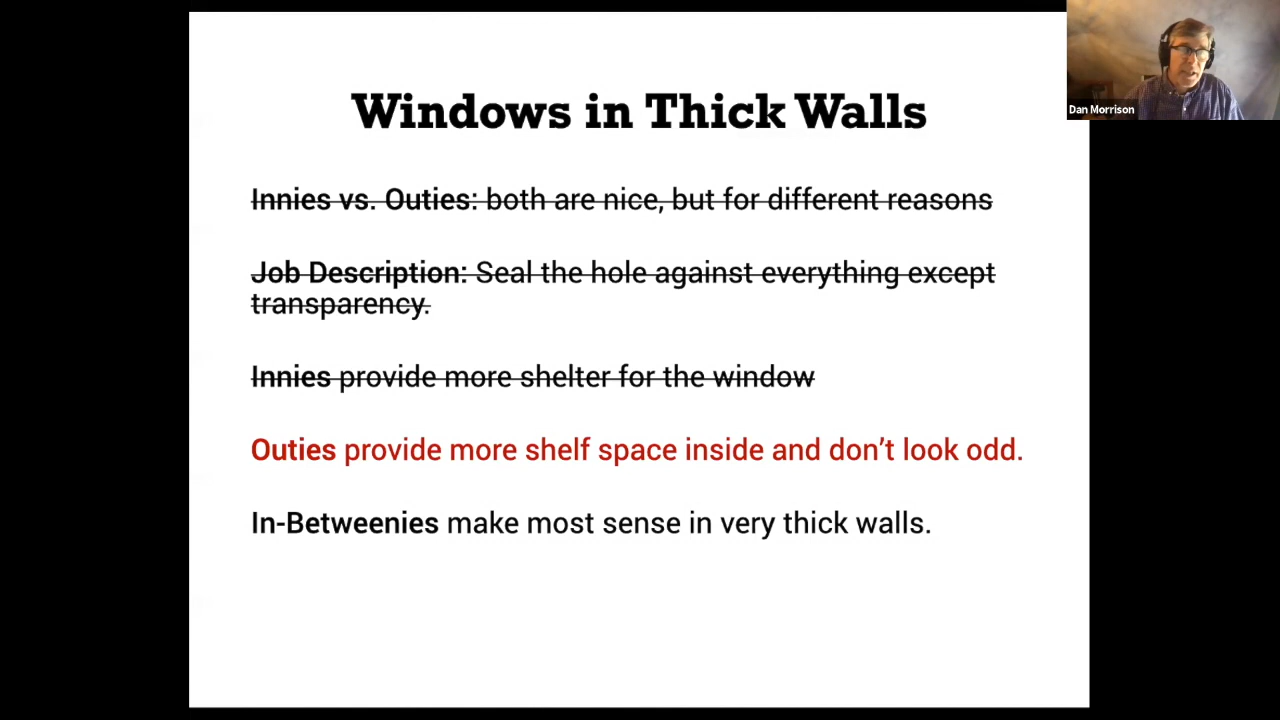 Windows in Thick Walls
Innies vs. Outies: both are nice, but for different reasons
Job Description: Seal the hole against everything except
transparency.
Innies provide more shelter for the window
Outies provide more shelf space inside and don’t look odd.
In-Betweenies make most sense in very thick walls.
Dan Morrison